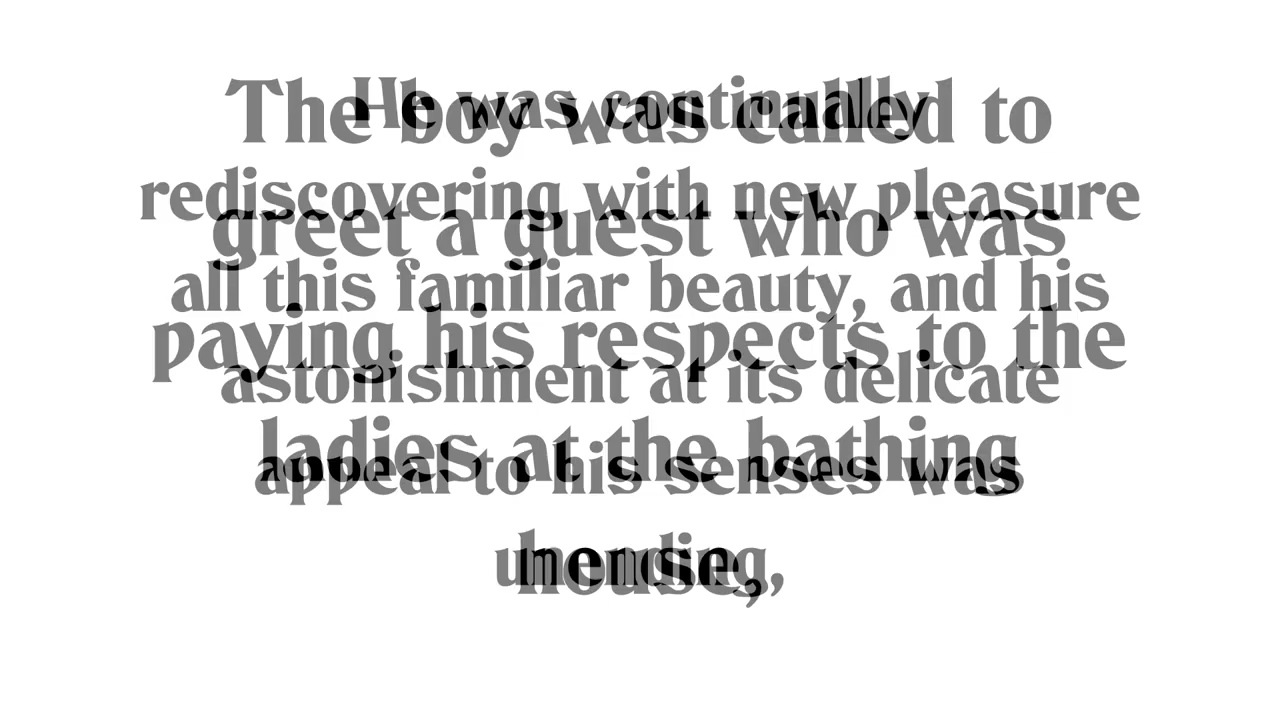 He was continually
rediscovering with new pleasure
all this familiar beauty, and his
astonishment at its delicate
appeal to his senses was
unending,
The boy was called to
greet a guest who was
paying his respects to the
ladies at the bathing
house,